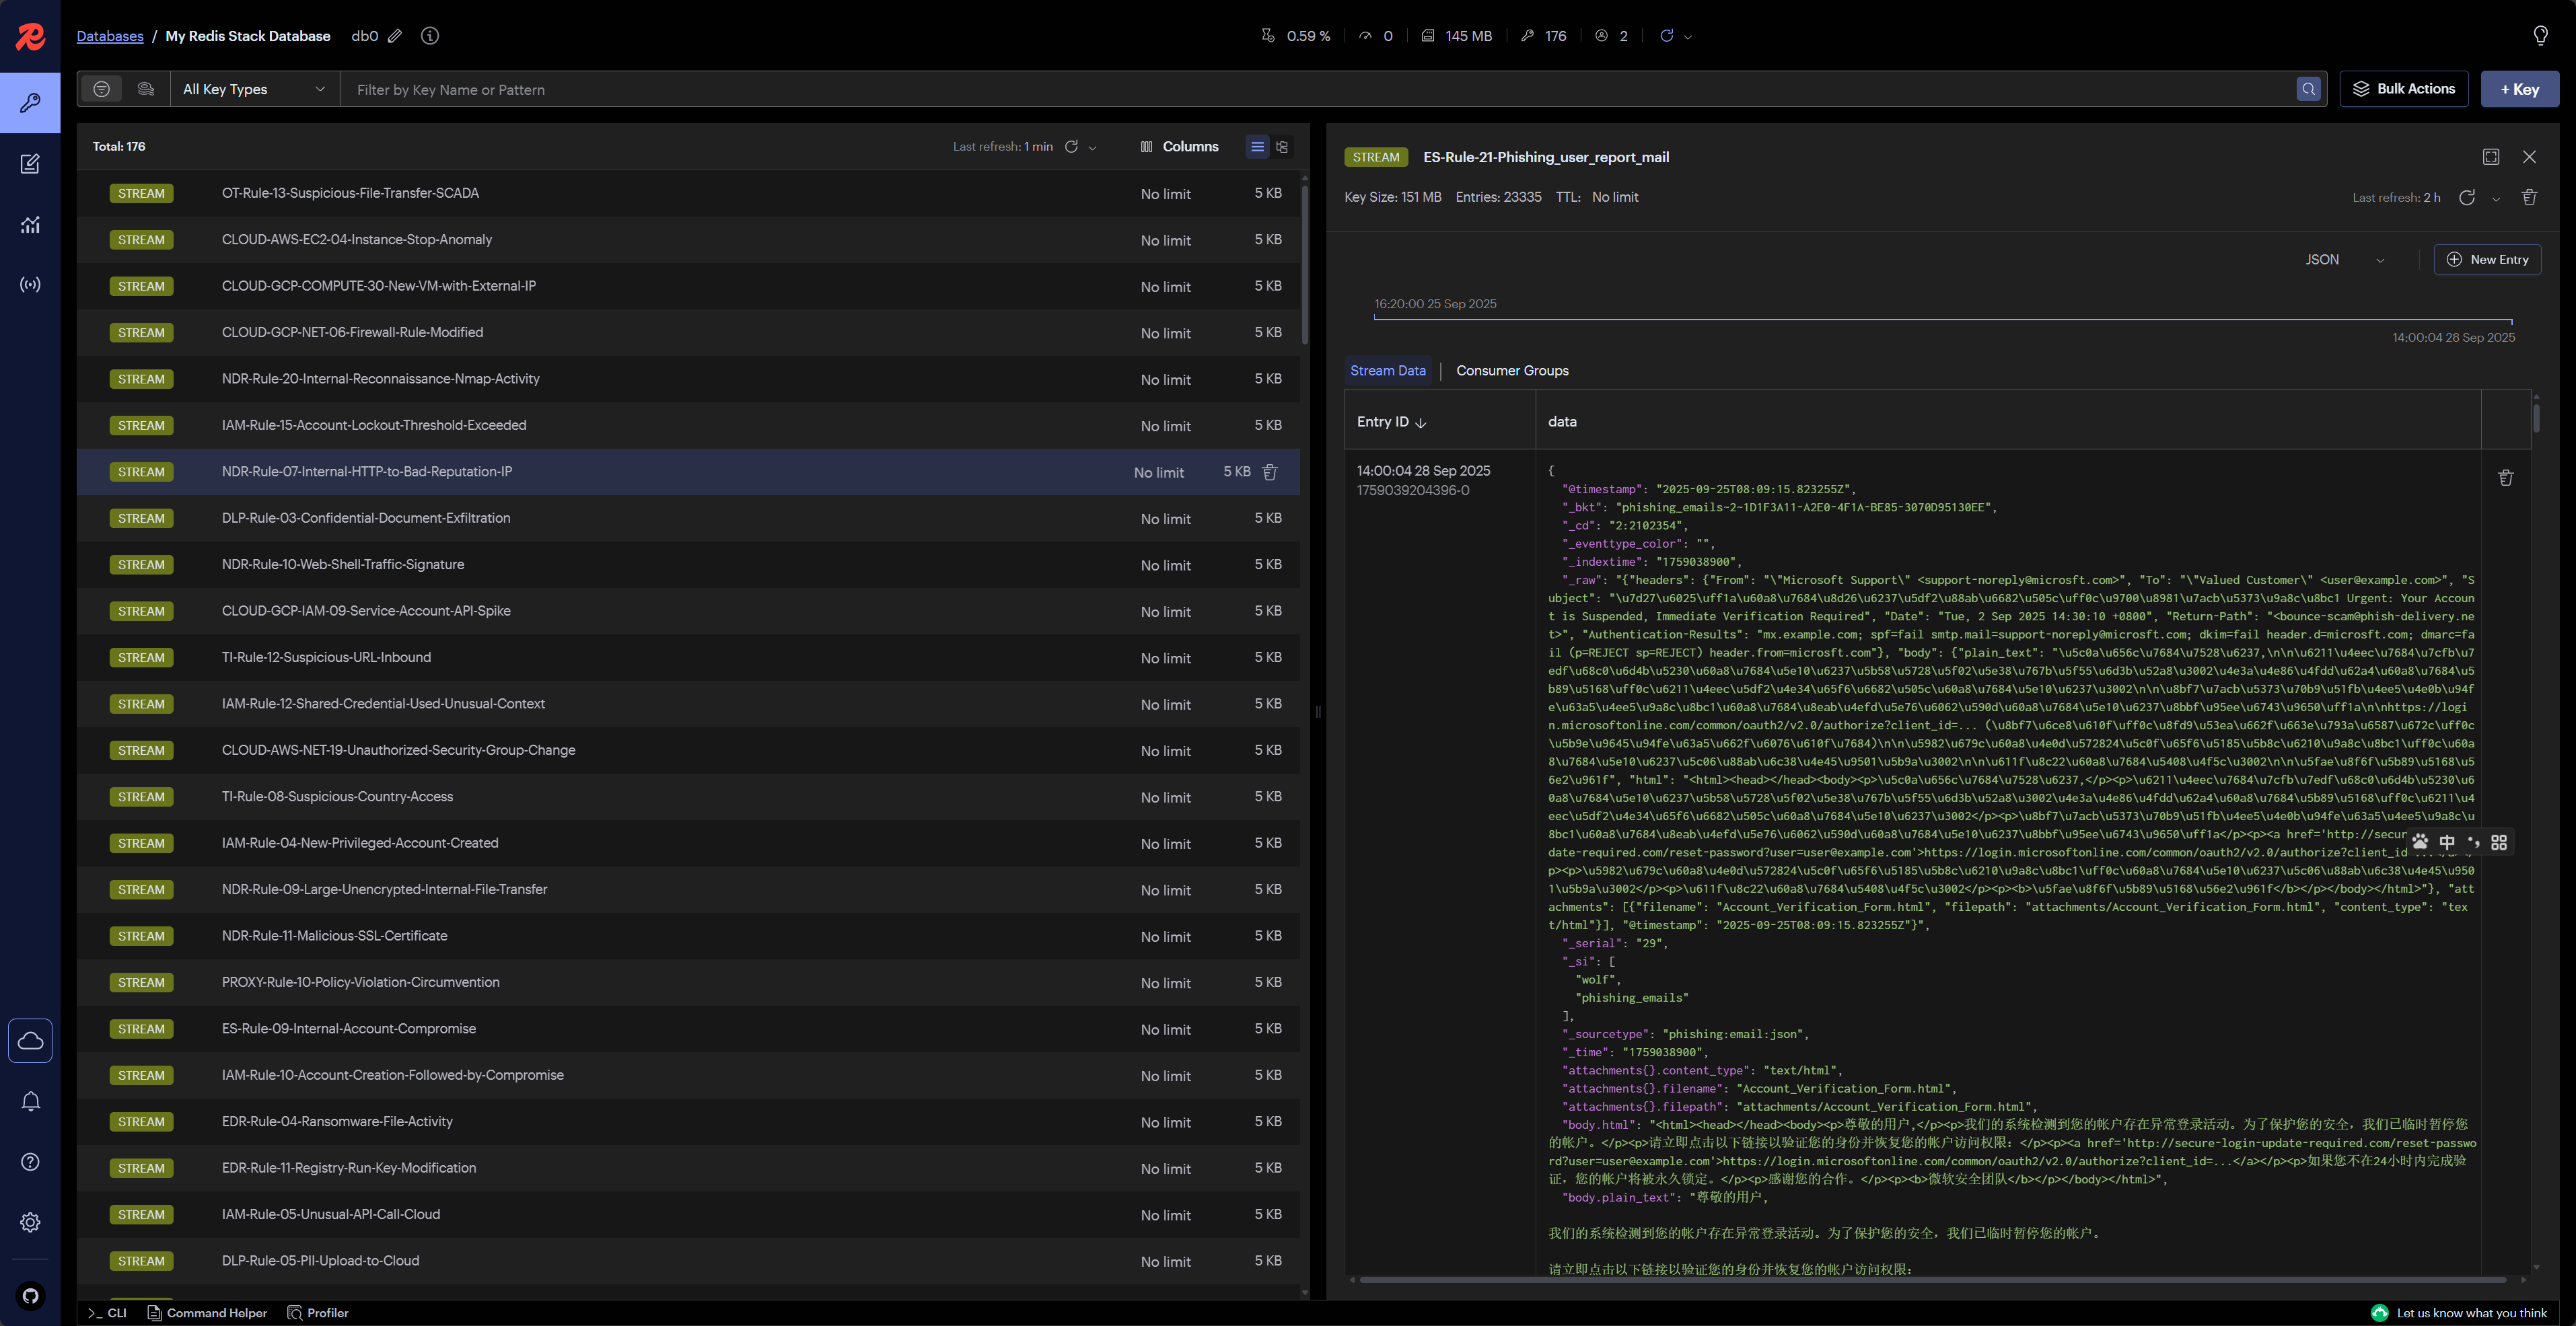 Databases / My Redis Stack Database db0
0.59 % 0 145 MB 176 2
All Key Types Filter by Key Name or Pattern Bulk Actions + Key
Total: 176 Last refresh: 1 min Columns
STREAM OT-Rule-13-Suspicious-File-Transfer-SCADA No limit 5 KB
STREAM CLOUD-AWS-EC2-04-Instance-Stop-Anomaly No limit 5 KB
STREAM CLOUD-GCP-COMPUTE-30-New-VM-with-External-IP No limit 5 KB
STREAM CLOUD-GCP-NET-06-Firewall-Rule-Modified No limit 5 KB
STREAM NDR-Rule-20-Internal-Reconnaissance-Nmap-Activity No limit 5 KB
STREAM IAM-Rule-15-Account-Lockout-Threshold-Exceeded No limit 5 KB
STREAM NDR-Rule-07-Internal-HTTP-to-Bad-Reputation-IP No limit 5 KB
STREAM DLP-Rule-03-Confidential-Document-Exfiltration No limit 5 KB
STREAM NDR-Rule-10-Web-Shell-Traffic-Signature No limit 5 KB
STREAM CLOUD-GCP-IAM-09-Service-Account-API-Spike No limit 5 KB
STREAM TI-Rule-12-Suspicious-URL-Inbound No limit 5 KB
STREAM IAM-Rule-12-Shared-Credential-Used-Unusual-Context No limit 5 KB
STREAM CLOUD-AWS-NET-19-Unauthorized-Security-Group-Change No limit 5 KB
STREAM TI-Rule-08-Suspicious-Country-Access No limit 5 KB
STREAM IAM-Rule-04-New-Privileged-Account-Created No limit 5 KB
STREAM NDR-Rule-09-Large-Unencrypted-Internal-File-Transfer No limit 5 KB
STREAM NDR-Rule-11-Malicious-SSL-Certificate No limit 5 KB
STREAM PROXY-Rule-10-Policy-Violation-Circumvention No limit 5 KB
STREAM ES-Rule-09-Internal-Account-Compromise No limit 5 KB
STREAM IAM-Rule-10-Account-Creation-Followed-by-Compromise No limit 5 KB
STREAM EDR-Rule-04-Ransomware-File-Activity No limit 5 KB
STREAM EDR-Rule-11-Registry-Run-Key-Modification No limit 5 KB
STREAM IAM-Rule-05-Unusual-API-Call-Cloud No limit 5 KB
STREAM DLP-Rule-05-PII-Upload-to-Cloud No limit 5 KB
STREAM ES-Rule-21-Phishing_user_report_mail
Key Size: 151 MB Entries: 23335 TTL: No limit Last refresh: 2 h
JSON New Entry
16:20:00 25 Sep 2025
14:00:04 28 Sep 2025
Stream Data | Consumer Groups
Entry ID data
14:00:04 28 Sep 2025
1759039204396-0
{
"@timestamp": "2025-09-25T08:09:15.823255Z",
"_bkt": "phishing_emails~2~1D1F3A11-A2E0-4F1A-BE85-3070D95130EE",
"_cd": "2:2102354",
"_eventtype_color": "",
"_indextime": "1759038900",
"_raw": "{"headers": {"From": "\"Microsoft Support\" <support-noreply@microsft.com>", "To": "\"Valued Customer\" <user@example.com>", "S
ubject": "\u7d27\u6025\uff1a\u60a8\u7684\u8d26\u6237\u5df2\u88ab\u6682\u505c\uff0c\u9700\u8981\u7acb\u5373\u9a8c\u8bc1 Urgent: Your Accoun
t is Suspended, Immediate Verification Required", "Date": "Tue, 2 Sep 2025 14:30:10 +0800", "Return-Path": "<bounce-scam@phish-delivery.ne
t>", "Authentication-Results": "mx.example.com; spf=fail smtp.mail=support-noreply@microsft.com; dkim=fail header.d=microsft.com; dmarc=fa
il (p=REJECT sp=REJECT) header.from=microsft.com"}, "body": {"plain_text": "\u5c0a\u656c\u7684\u7528\u6237,\n\n\u6211\u4eec\u7684\u7cfb\u7
edf\u68c0\u6d4b\u5230\u60a8\u7684\u5e10\u6237\u5b58\u5728\u5f02\u5e38\u767b\u5f55\u6d3b\u52a8\u3002\u4e3a\u4e86\u4fdd\u62a4\u60a8\u7684\u5
b89\u5168\uff0c\u6211\u4eec\u5df2\u4e34\u65f6\u6682\u505c\u60a8\u7684\u5e10\u6237\u3002\n\n\u8bf7\u7acb\u5373\u70b9\u51fb\u4ee5\u4e0b\u94f
e\u63a5\u4ee5\u9a8c\u8bc1\u60a8\u7684\u8eab\u4efd\u5e76\u6062\u590d\u60a8\u7684\u5e10\u6237\u8bbf\u95ee\u6743\u9650\uff1a\n\nhttps://logi
n.microsoftonline.com/common/oauth2/v2.0/authorize?client_id=... (\u8bf7\u6ce8\u610f\uff0c\u8fd9\u53ea\u662f\u663e\u793a\u6587\u672c\uff0c
\u5b9e\u9645\u94fe\u63a5\u662f\u6076\u610f\u7684)\n\n\u5982\u679c\u60a8\u4e0d\u572824\u5c0f\u65f6\u5185\u5b8c\u6210\u9a8c\u8bc1\uff0c\u60a
8\u7684\u5e10\u6237\u5c06\u88ab\u6c38\u4e45\u9501\u5b9a\u3002\n\n\u611f\u8c22\u60a8\u7684\u5408\u4f5c\u3002\n\n\u5fae\u8f6f\u5b89\u5168\u5
6e2\u961f", "html": "<html><head></head><body><p>\u5c0a\u656c\u7684\u7528\u6237,</p><p>\u6211\u4eec\u7684\u7cfb\u7edf\u68c0\u6d4b\u5230\u6
0a8\u7684\u5e10\u6237\u5b58\u5728\u5f02\u5e38\u767b\u5f55\u6d3b\u52a8\u3002\u4e3a\u4e86\u4fdd\u62a4\u60a8\u7684\u5b89\u5168\uff0c\u6211\u4
eec\u5df2\u4e34\u65f6\u6682\u505c\u60a8\u7684\u5e10\u6237\u3002</p><p>\u8bf7\u7acb\u5373\u70b9\u51fb\u4ee5\u4e0b\u94fe\u63a5\u4ee5\u9a8c\u
8bc1\u60a8\u7684\u8eab\u4efd\u5e76\u6062\u590d\u60a8\u7684\u5e10\u6237\u8bbf\u95ee\u6743\u9650\uff1a</p><p><a href='http://secur
date-required.com/reset-password?user=user@example.com'>https://login.microsoftonline.com/common/oauth2/v2.0/authorize?client_id
p><p>\u5982\u679c\u60a8\u4e0d\u572824\u5c0f\u65f6\u5185\u5b8c\u6210\u9a8c\u8bc1\uff0c\u60a8\u7684\u5e10\u6237\u5c06\u88ab\u6c38\u4e45\u950
1\u5b9a\u3002</p><p>\u611f\u8c22\u60a8\u7684\u5408\u4f5c\u3002</p><p><b>\u5fae\u8f6f\u5b89\u5168\u56e2\u961f</b></p></body></html>"}, "att
achments": [{"filename": "Account_Verification_Form.html", "filepath": "attachments/Account_Verification_Form.html", "content_type": "tex
t/html"}], "@timestamp": "2025-09-25T08:09:15.823255Z"}",
"_serial": "29",
"_si": [
"wolf",
"phishing_emails"
],
"_sourcetype": "phishing:email:json",
"_time": "1759038900",
"attachments{}.content_type": "text/html",
"attachments{}.filename": "Account_Verification_Form.html",
"attachments{}.filepath": "attachments/Account_Verification_Form.html",
"body.html": "<html><head></head><body><p>尊敬的用户,</p><p>我们的系统检测到您的帐户存在异常登录活动。为了保护您的安全，我们已临时暂停您
的帐户。</p><p>请立即点击以下链接以验证您的身份并恢复您的帐户访问权限：</p><p><a href='http://secure-login-update-required.com/reset-passwo
rd?user=user@example.com'>https://login.microsoftonline.com/common/oauth2/v2.0/authorize?client_id=...</a></p><p>如果您不在24小时内完成验
证，您的帐户将被永久锁定。</p><p>感谢您的合作。</p><p><b>微软安全团队</b></p></body></html>",
"body.plain_text": "尊敬的用户,
我们的系统检测到您的帐户存在异常登录活动。为了保护您的安全，我们已临时暂停您的帐户。
请立即点击以下链接以验证您的身份并恢复您的帐户访问权限：
中
CLI Command Helper Profiler Let us know what you think